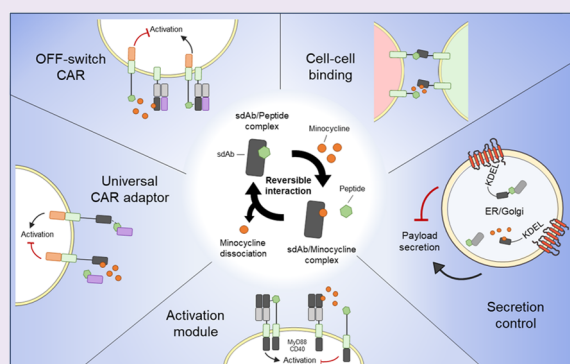 Activation
OFF-switch
CAR
Cell-cell
binding
sdAb/Peptide
complex
Minocycline
sdAb
Reversible
interaction
Peptide
Minocycline
dissociation
sdAb/Minocycline
complex
Universal
CAR adaptor
Activation
KDEL
ER/Golgi
KDEL
Payload
secretion
Secretion
control
Activation
module
MyD88
CD40
Activation